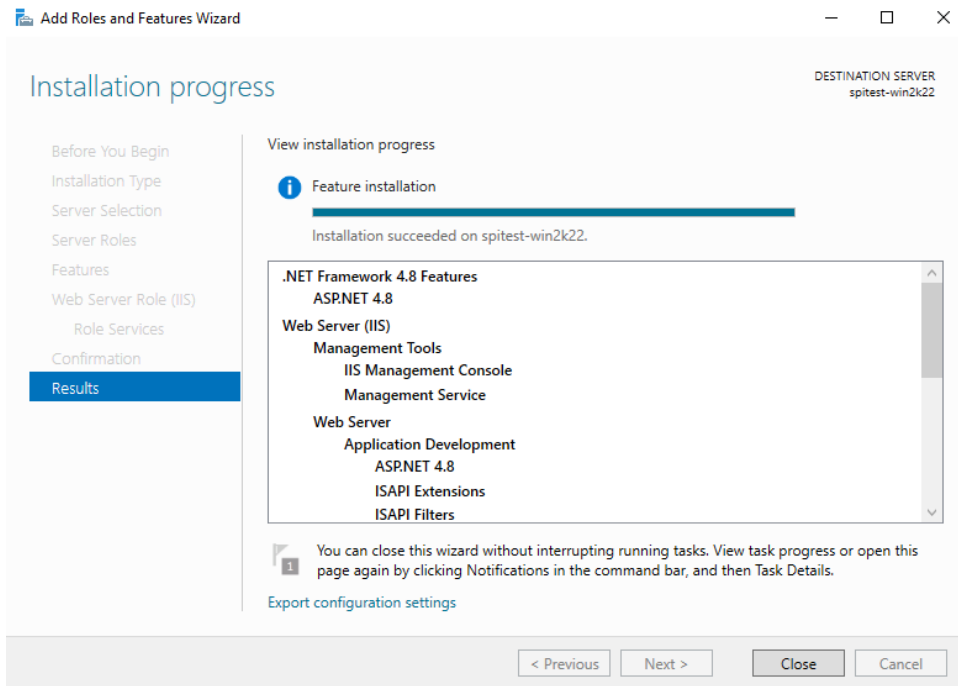 Add Roles and Features Wizard
Installation progress
DESTINATION SERVER
spitest-win2k22
Before You Begin
Installation Type
Server Selection
Server Roles
Features
Web Server Role (IIS)
Role Services
Confirmation
Results
View installation progress
Feature installation
Installation succeeded on spitest-win2k22.
.NET Framework 4.8 Features
ASP.NET 4.8
Web Server (IIS)
Management Tools
IIS Management Console
Management Service
Web Server
Application Development
ASP.NET 4.8
ISAPI Extensions
ISAPI Filters
1
You can close this wizard without interrupting running tasks. View task progress or open this
page again by clicking Notifications in the command bar, and then Task Details.
Export configuration settings
< Previous
Next >
Close
Cancel